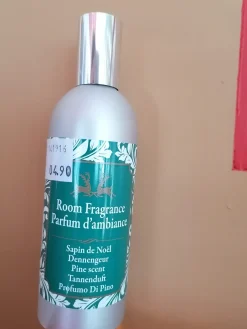 04.90
Room Fragrance
Parfum d'ambiance
Sapin de Noël
Dennengeur
Pine scent
Tannenduft
Profumo Di Pino